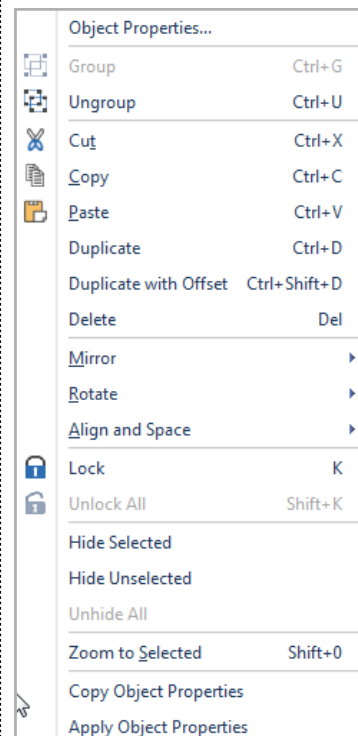 Object Properties...
Group Ctrl+G
Ungroup Ctrl+U
Cut Ctrl+X
Copy Ctrl+C
Paste Ctrl+V
Duplicate Ctrl+D
Duplicate with Offset Ctrl+Shift+D
Delete Del
Mirror
Rotate
Align and Space
Lock K
Unlock All Shift+K
Hide Selected
Hide Unselected
Unhide All
Zoom to Selected Shift+0
Copy Object Properties
Apply Object Properties